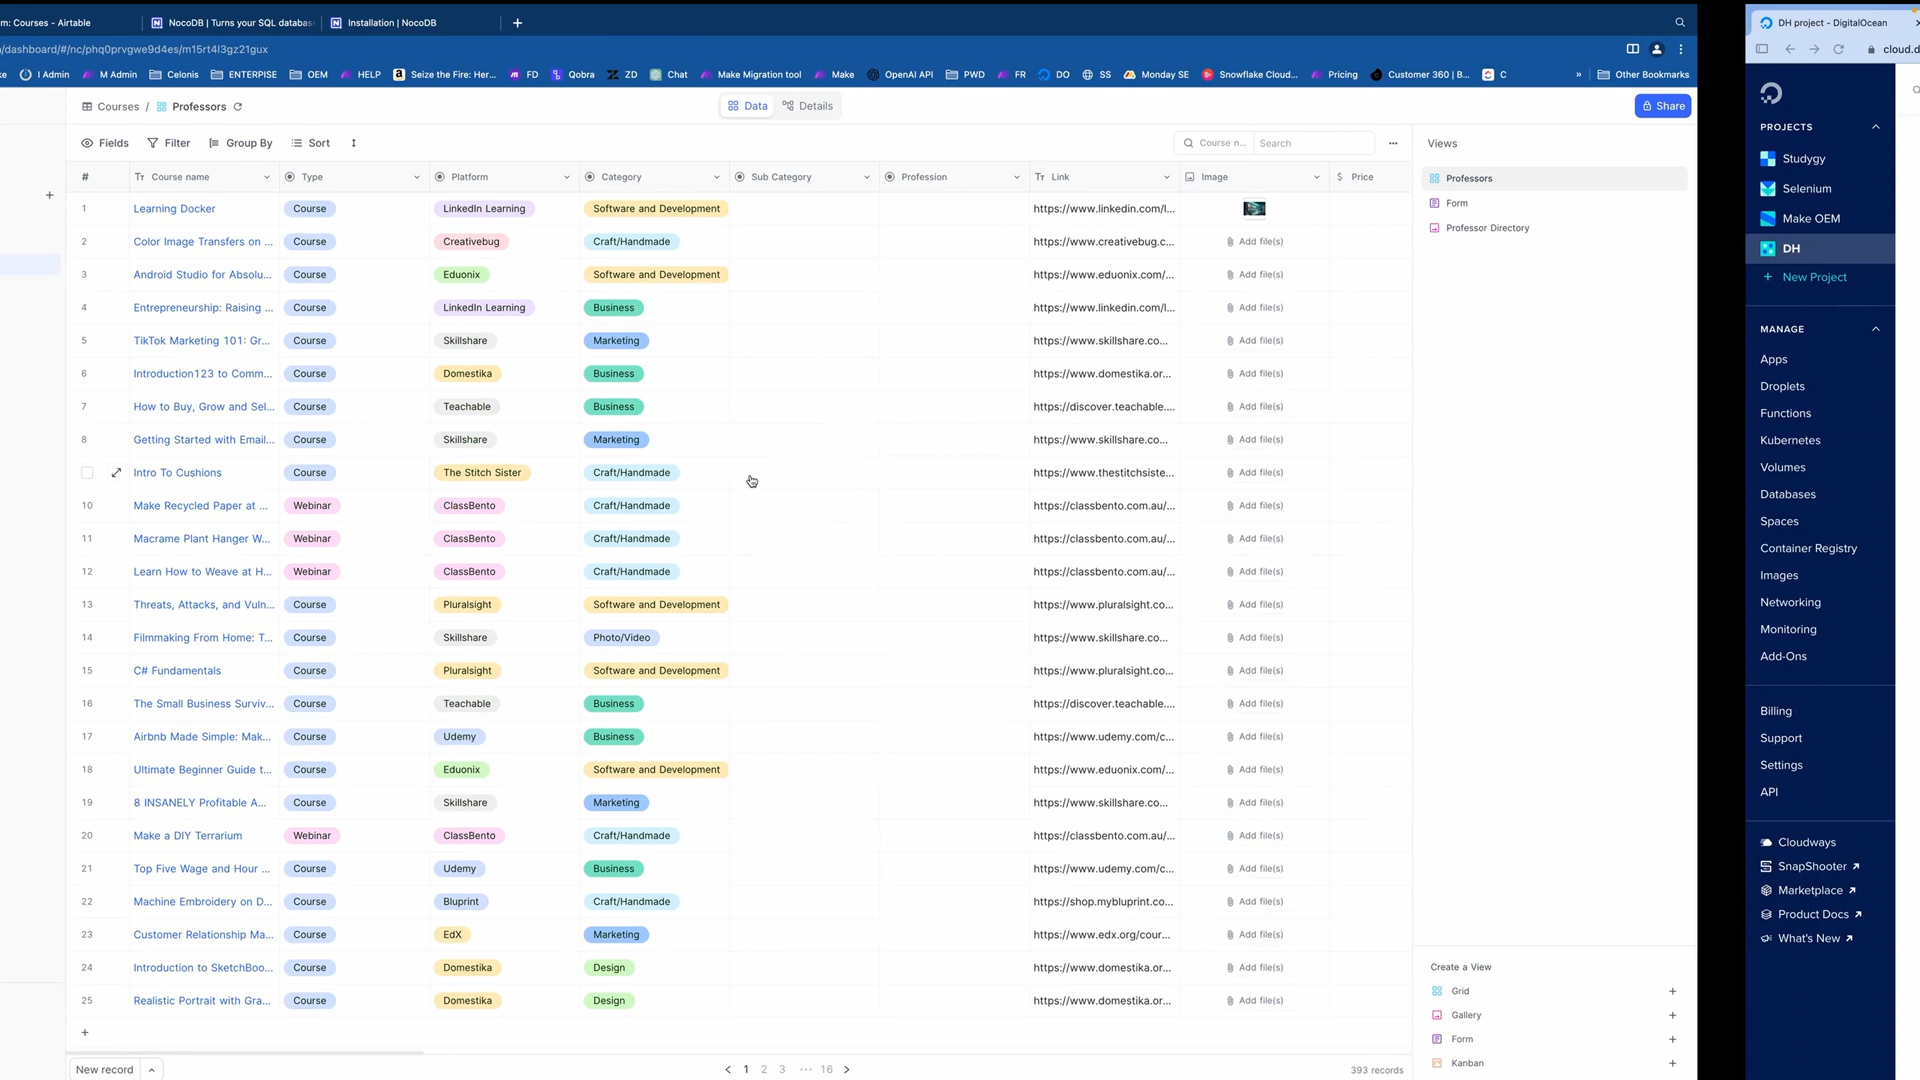 m: Courses - Airtable
NocoDB | Turns your SQL databas
Installation | NocoDB
DH project - DigitalOcean
/dashboard/#/nc/phq0prvgwe9d4es/m15rt4l3gz21gux
cloud.d
ke I Admin M Admin Celonis ENTERPISE OEM HELP Seize the Fire: Her... FD Qobra ZD Chat Make Migration tool Make OpenAI API PWD FR DO SS Monday SE Snowflake Cloud... Pricing Customer 360 | B... C » Other Bookmarks
Courses / Professors
Data Details
Share
Fields Filter Group By Sort
Course n... Search
Views
# Course name Type Platform Category Sub Category Profession Link Image $ Price
1 Learning Docker Course LinkedIn Learning Software and Development https://www.linkedin.com/l...
2 Color Image Transfers on ... Course Creativebug Craft/Handmade https://www.creativebug.c... Add file(s)
3 Android Studio for Absolu... Course Eduonix Software and Development https://www.eduonix.com/... Add file(s)
4 Entrepreneurship: Raising ... Course LinkedIn Learning Business https://www.linkedin.com/l... Add file(s)
5 TikTok Marketing 101: Gr... Course Skillshare Marketing https://www.skillshare.co... Add file(s)
6 Introduction123 to Comm... Course Domestika Business https://www.domestika.or... Add file(s)
7 How to Buy, Grow and Sel... Course Teachable Business https://discover.teachable.... Add file(s)
8 Getting Started with Email... Course Skillshare Marketing https://www.skillshare.co... Add file(s)
Intro To Cushions Course The Stitch Sister Craft/Handmade https://www.thestitchsiste... Add file(s)
10 Make Recycled Paper at ... Webinar ClassBento Craft/Handmade https://classbento.com.au/... Add file(s)
11 Macrame Plant Hanger W... Webinar ClassBento Craft/Handmade https://classbento.com.au/... Add file(s)
12 Learn How to Weave at H... Webinar ClassBento Craft/Handmade https://classbento.com.au/... Add file(s)
13 Threats, Attacks, and Vuln... Course Pluralsight Software and Development https://www.pluralsight.co... Add file(s)
14 Filmmaking From Home: T... Course Skillshare Photo/Video https://www.skillshare.co... Add file(s)
15 C# Fundamentals Course Pluralsight Software and Development https://www.pluralsight.co... Add file(s)
16 The Small Business Surviv... Course Teachable Business https://discover.teachable.... Add file(s)
17 Airbnb Made Simple: Mak... Course Udemy Business https://www.udemy.com/c... Add file(s)
18 Ultimate Beginner Guide t... Course Eduonix Software and Development https://www.eduonix.com/... Add file(s)
19 8 INSANELY Profitable A... Course Skillshare Marketing https://www.skillshare.co... Add file(s)
20 Make a DIY Terrarium Webinar ClassBento Craft/Handmade https://classbento.com.au/... Add file(s)
21 Top Five Wage and Hour ... Course Udemy Business https://www.udemy.com/c... Add file(s)
22 Machine Embroidery on D... Course Bluprint Craft/Handmade https://shop.mybluprint.co... Add file(s)
23 Customer Relationship Ma... Course EdX Marketing https://www.edx.org/cour... Add file(s)
24 Introduction to SketchBoo... Course Domestika Design https://www.domestika.or... Add file(s)
25 Realistic Portrait with Gra... Course Domestika Design https://www.domestika.or... Add file(s)
New record
1 2 3 ... 16
393 records
Professors
Form
Professor Directory
Create a View
Grid
Gallery
Form
Kanban
PROJECTS
Studygy
Selenium
Make OEM
DH
+ New Project
MANAGE
Apps
Droplets
Functions
Kubernetes
Volumes
Databases
Spaces
Container Registry
Images
Networking
Monitoring
Add-Ons
Billing
Support
Settings
API
Cloudways
SnapShooter
Marketplace
Product Docs
What's New